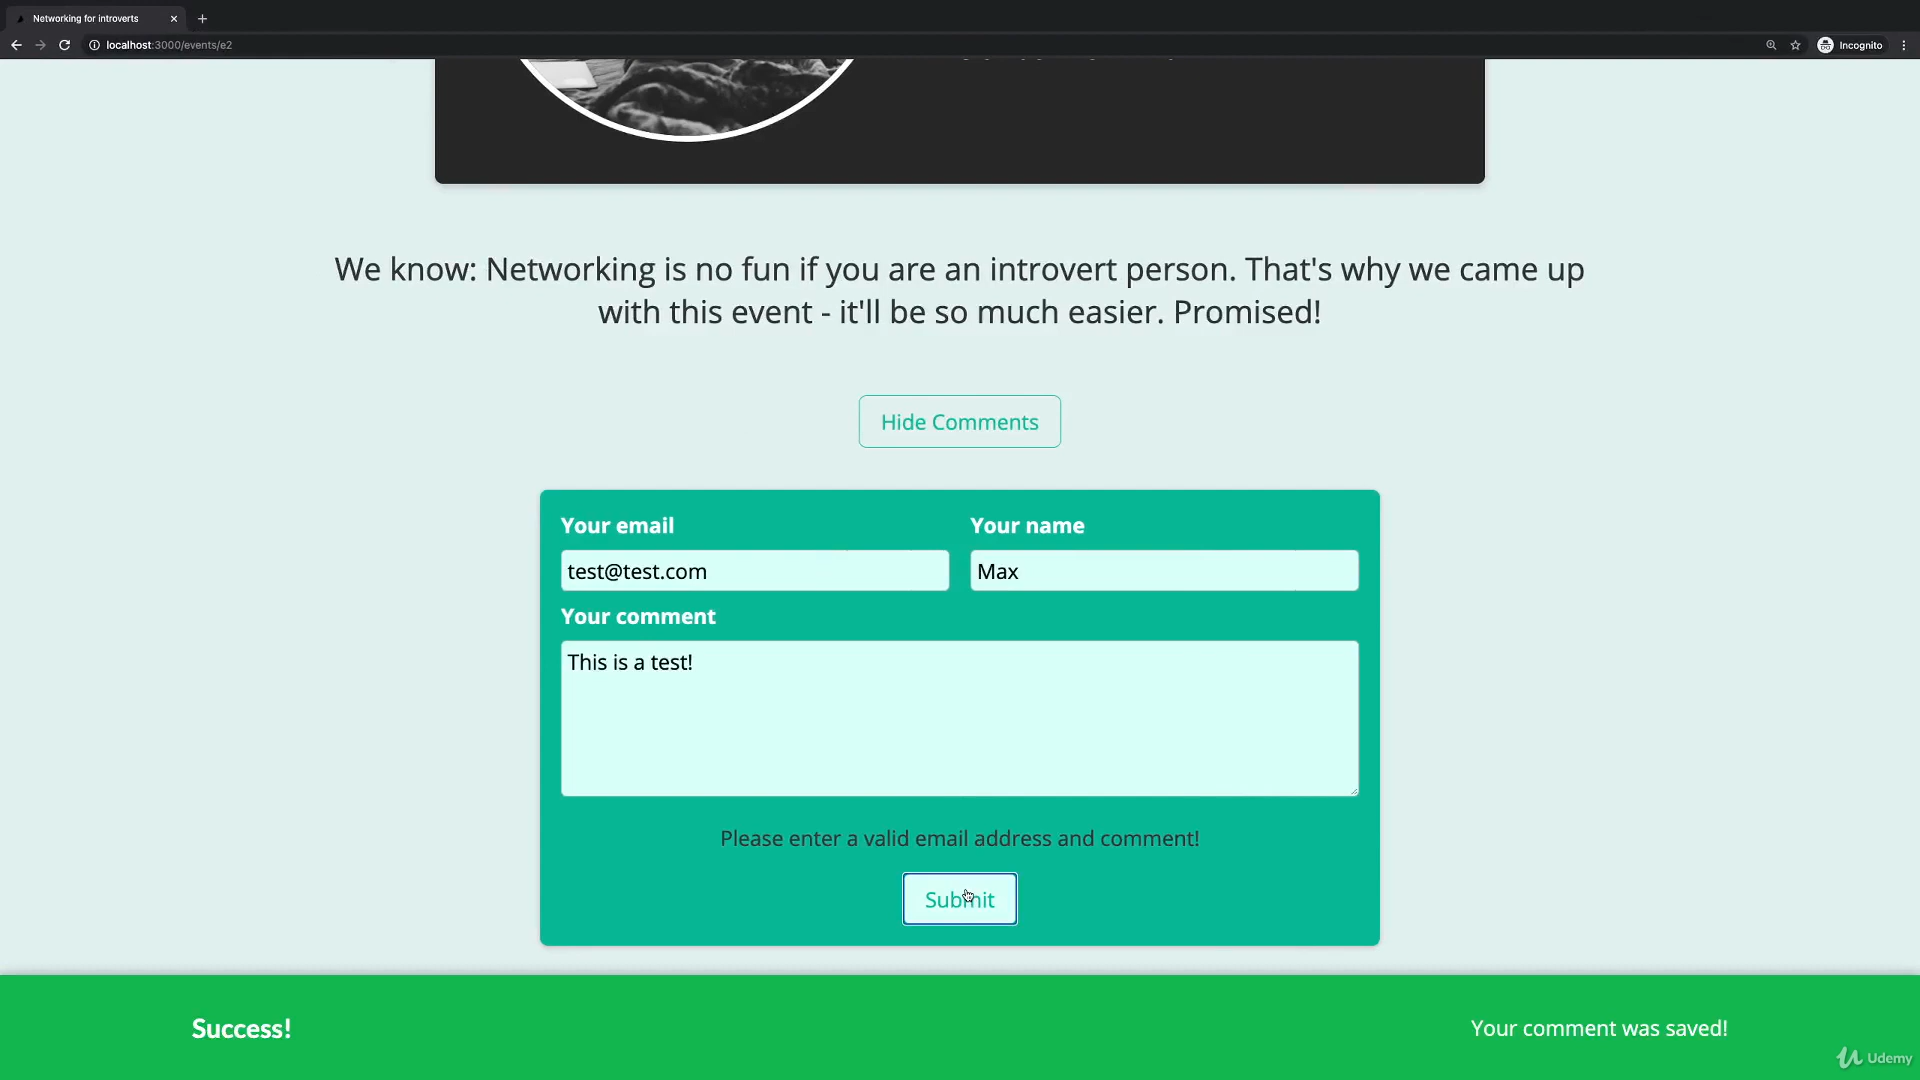 Networking for introverts
localhost:3000/events/e2
Incognito
We know: Networking is no fun if you are an introvert person. That's why we came up
with this event - it'll be so much easier. Promised!
Hide Comments
Your email
Your name
test@test.com
Max
Your comment
This is a test!
Please enter a valid email address and comment!
Submit
Success!
Your comment was saved!
Udemy